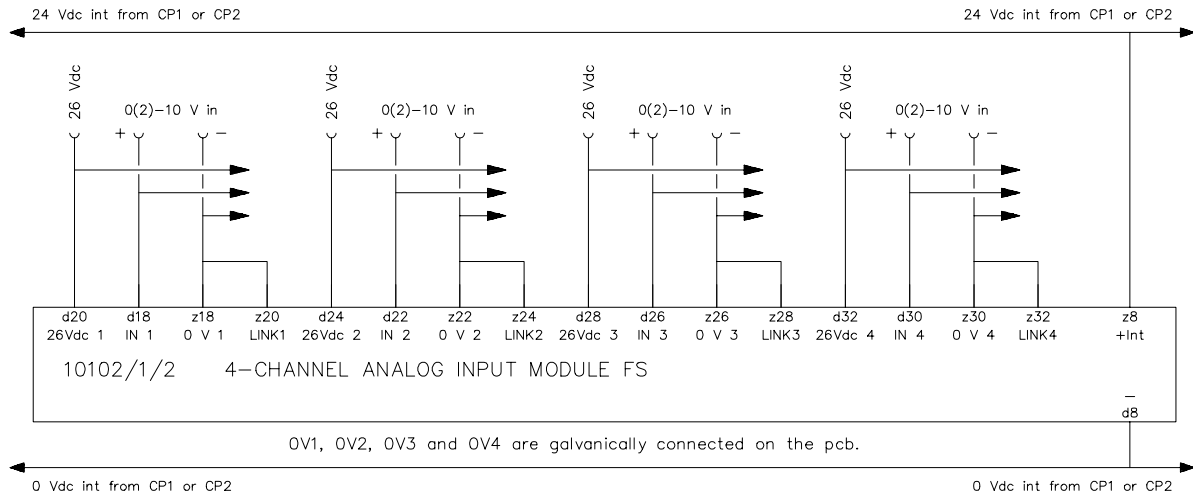 24 Vdc int from CP1 or CP2 24 Vdc int from CP1 or CP2
26 Vdc 26 Vdc 26 Vdc 26 Vdc
0(2)-10 V in 0(2)-10 V in 0(2)-10 V in 0(2)-10 V in
+ - + - + - + -
d20 d18 z18 z20 d24 d22 z22 z24 d28 d26 z26 z28 d32 d30 z30 z32 z8
26Vdc 1 IN 1 0 V 1 LINK1 26Vdc 2 IN 2 0 V 2 LINK2 26Vdc 3 IN 3 0 V 3 LINK3 26Vdc 4 IN 4 0 V 4 LINK4 +Int
10102/1/2 4-CHANNEL ANALOG INPUT MODULE FS
-
d8
0V1, 0V2, 0V3 and 0V4 are galvanically connected on the pcb.
0 Vdc int from CP1 or CP2 0 Vdc int from CP1 or CP2